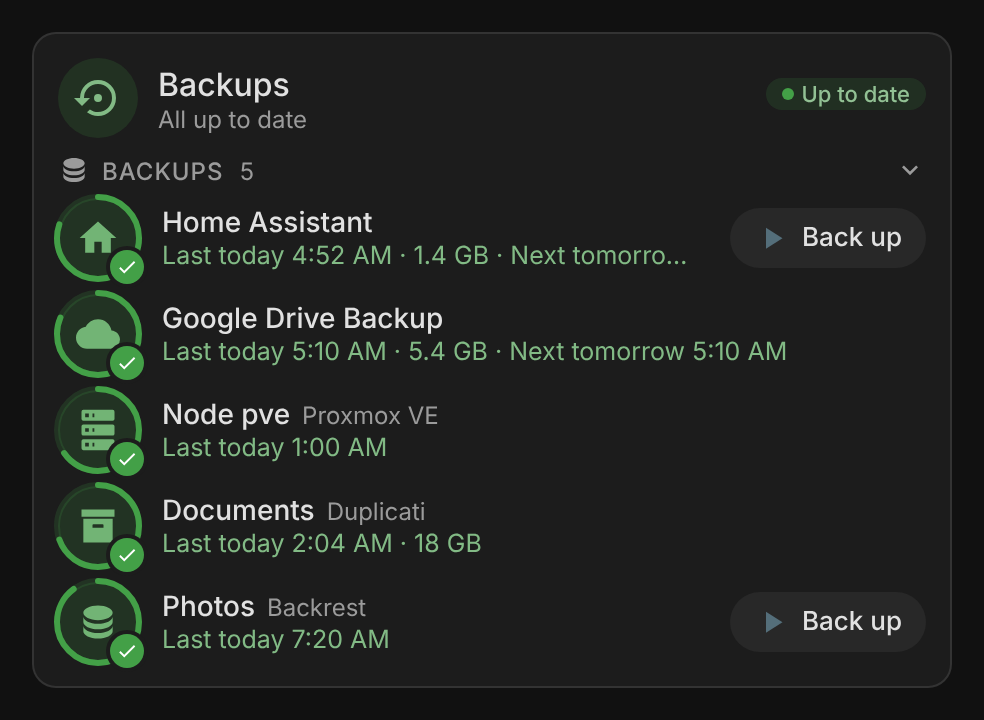 Backups
All up to date
Up to date
BACKUPS 5
Home Assistant
Last today 4:52 AM · 1.4 GB · Next tomorro...
Back up
Google Drive Backup
Last today 5:10 AM · 5.4 GB · Next tomorrow 5:10 AM
Node pve Proxmox VE
Last today 1:00 AM
Documents Duplicati
Last today 2:04 AM · 18 GB
Photos Backrest
Last today 7:20 AM
Back up